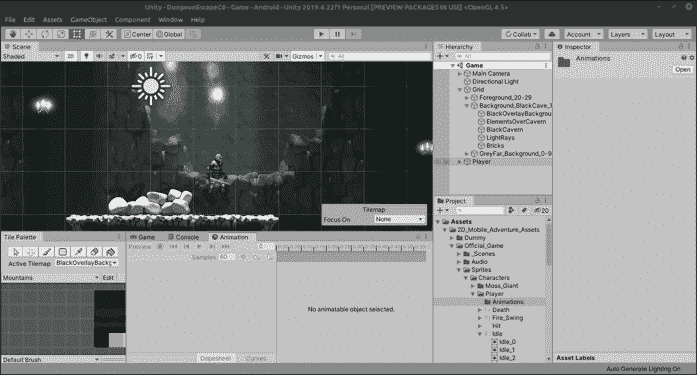 Unity - DungeonEscapeCG - Game - Android - Unity 2019.4.22f1 Personal [PREVIEW PACKAGES IN USE] <OpenGL 4.5>
File Edit Assets GameObject Component Window Help
Center Global Collab Account Layers Layout
Scene
Shaded 2D 0 Gizmos All
Tilemap
Focus On None
Hierarchy
All
Game
Main Camera
Directional Light
Grid
Foreground_20-29
Background_BlackCave_1
BlackOverlayBackgrou
ElementsOverCavern
BlackCavern
LightRays
Bricks
GreyFar_Background_0-9
Player
Inspector
Animations
Open
Project
20
Assets
2D_Mobile_Adventure_Assets
Dummy
Official_Game
_Scenes
Audio
Sprites
Characters
Moss_Giant
Player
Animations
Death
Fire_Swing
Hit
Idle
Idle_0
Idle_1
Idle_2
Tile Palette
Active Tilemap BlackOverlayBackg
Mountains Edit
Default Brush
Game Console Animation
Preview
Samples
No animatable object selected.
Dopesheet Curves
Asset Labels
Auto Generate Lighting On